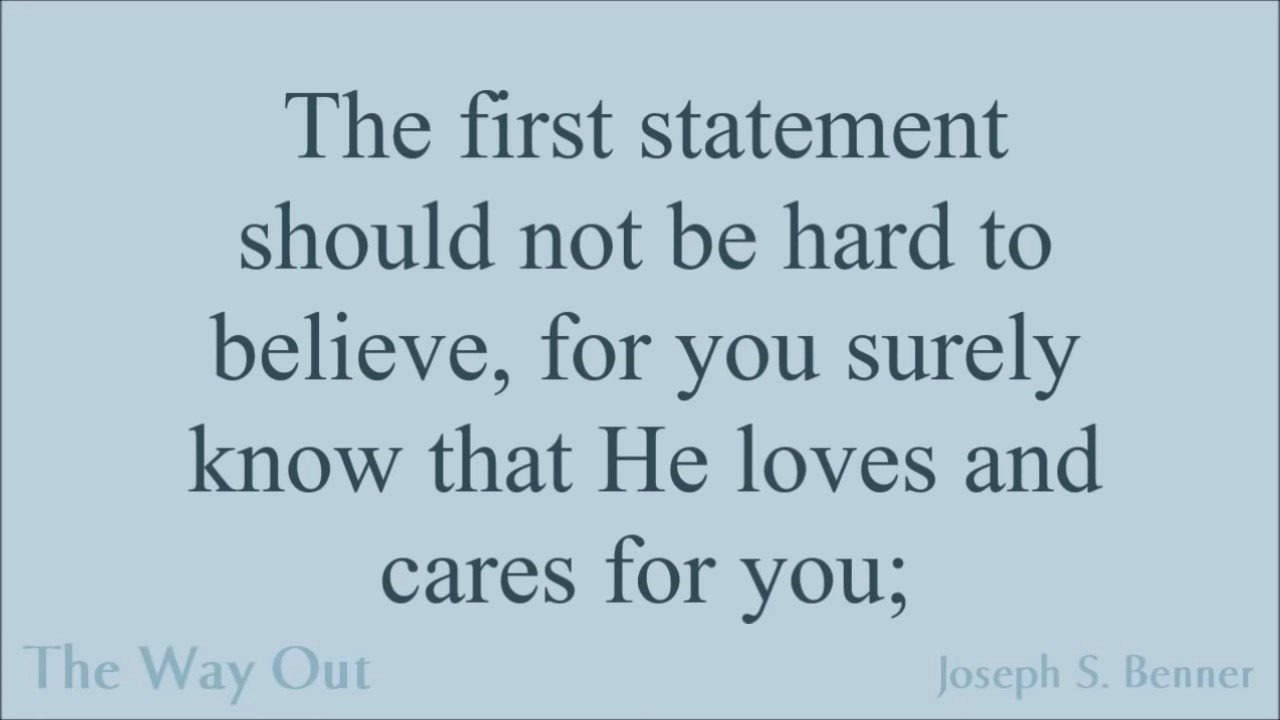 The first statement
should not be hard to
believe, for you surely
know that He loves and
cares for you;
The Way Out
Joseph S. Benner